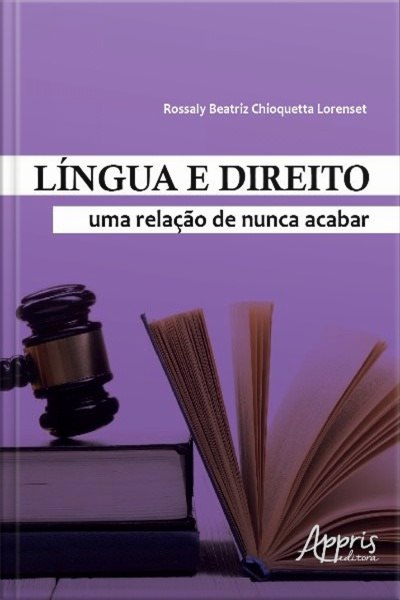 Rossaly Beatriz Chioquetta Lorenset
LÍNGUA E DIREITO
uma relação de nunca acabar
Appris
editora